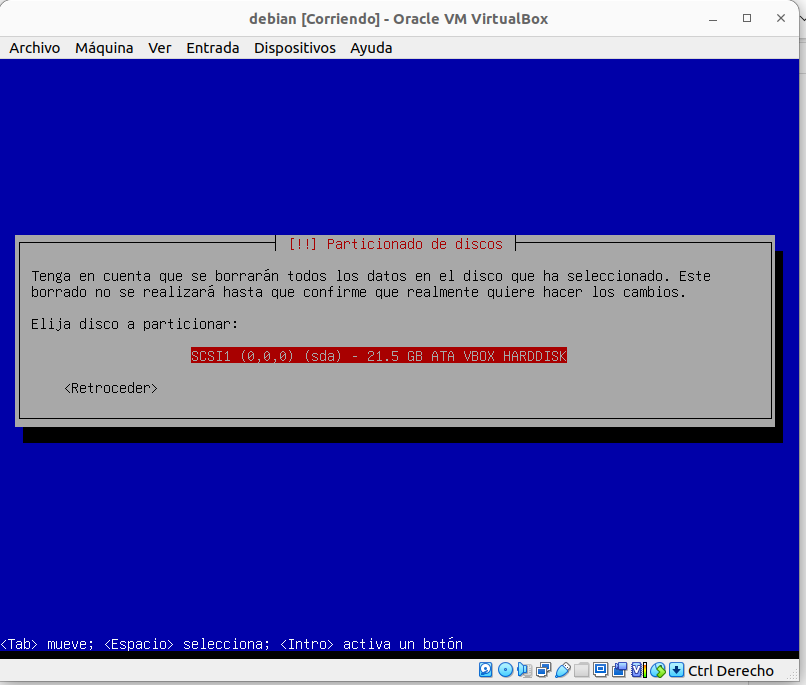 debian [Corriendo] - Oracle VM VirtualBox
Archivo Máquina Ver Entrada Dispositivos Ayuda
[!!] Particionado de discos
Tenga en cuenta que se borrarán todos los datos en el disco que ha seleccionado. Este
borrado no se realizará hasta que confirme que realmente quiere hacer los cambios.
Elija disco a particionar:
SCSI1 (0,0,0) (sda) - 21.5 GB ATA VBOX HARDDISK
<Retroceder>
<Tab> mueve; <Espacio> selecciona; <Intro> activa un botón
Ctrl Derecho